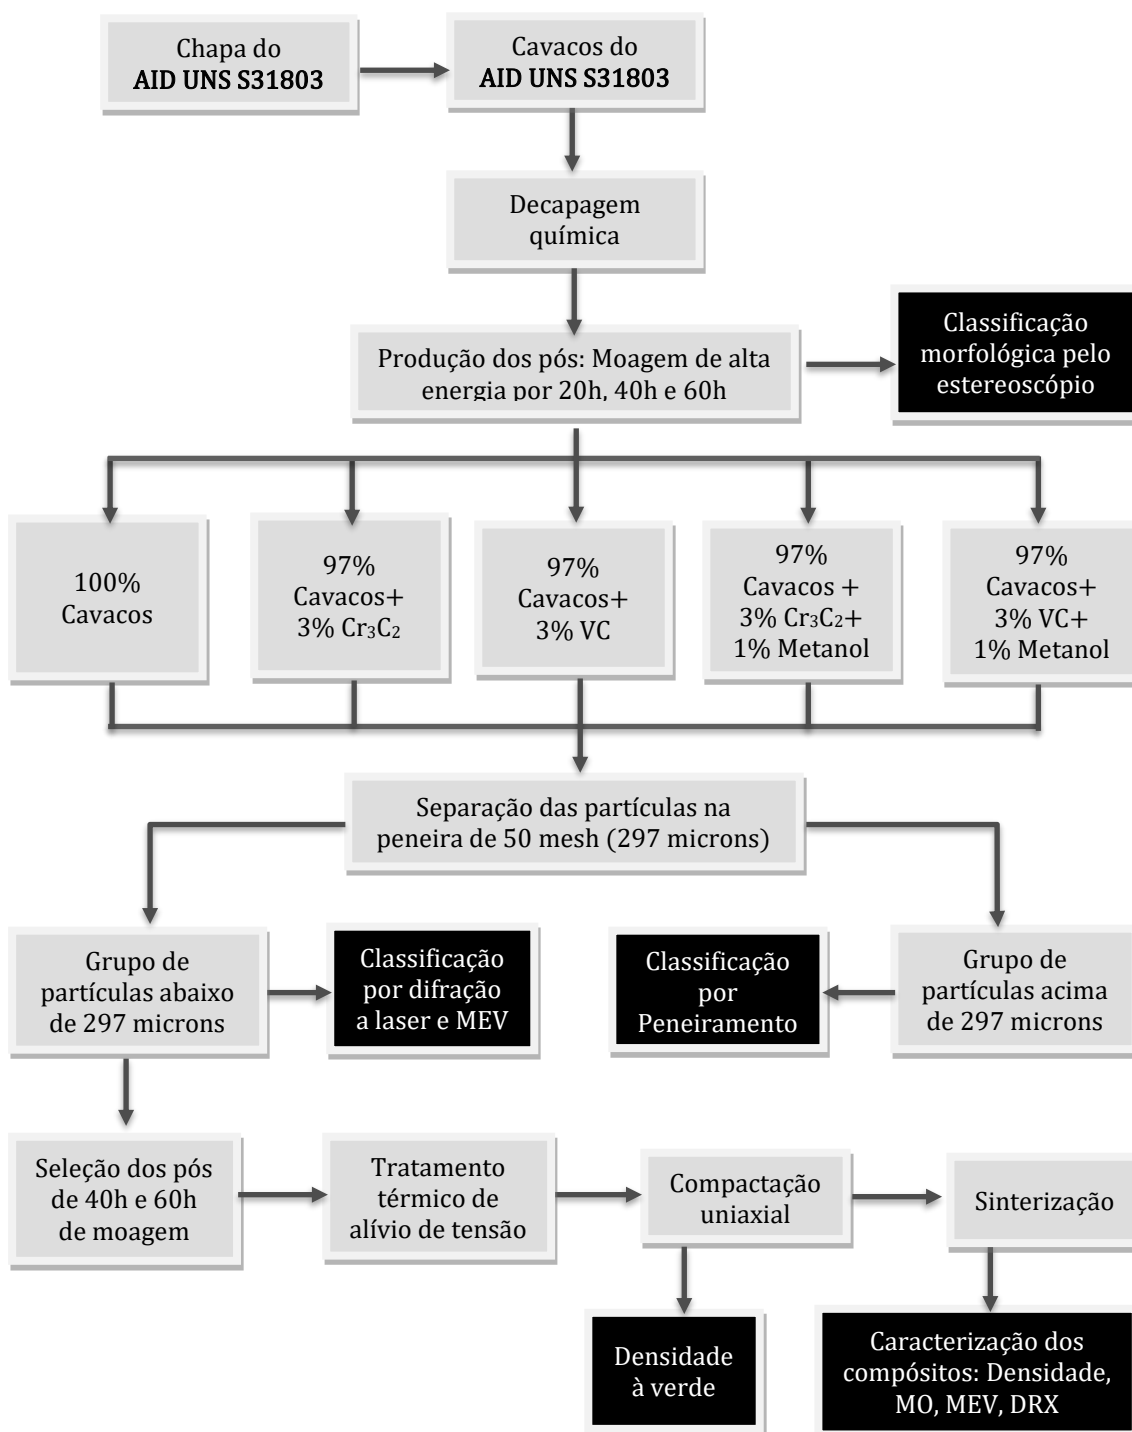 Chapa do
AID UNS S31803
Cavacos do
AID UNS S31803
Decapagem
química
Produção dos pós: Moagem de alta
energia por 20h, 40h e 60h
Classificação
morfológica pelo
estereoscópio
100%
Cavacos
97%
Cavacos+
3% Cr₃C₂
97%
Cavacos+
3% VC
97%
Cavacos +
3% Cr₃C₂+
1% Metanol
97%
Cavacos+
3% VC+
1% Metanol
Separação das partículas na
peneira de 50 mesh (297 microns)
Grupo de
partículas abaixo
de 297 microns
Classificação
por difração
a laser e MEV
Classificação
por
Peneiramento
Grupo de
partículas acima
de 297 microns
Seleção dos pós
de 40h e 60h
de moagem
Tratamento
térmico de
alívio de tensão
Compactação
uniaxial
Sinterização
Densidade
à verde
Caracterização dos
compósitos: Densidade,
MO, MEV, DRX